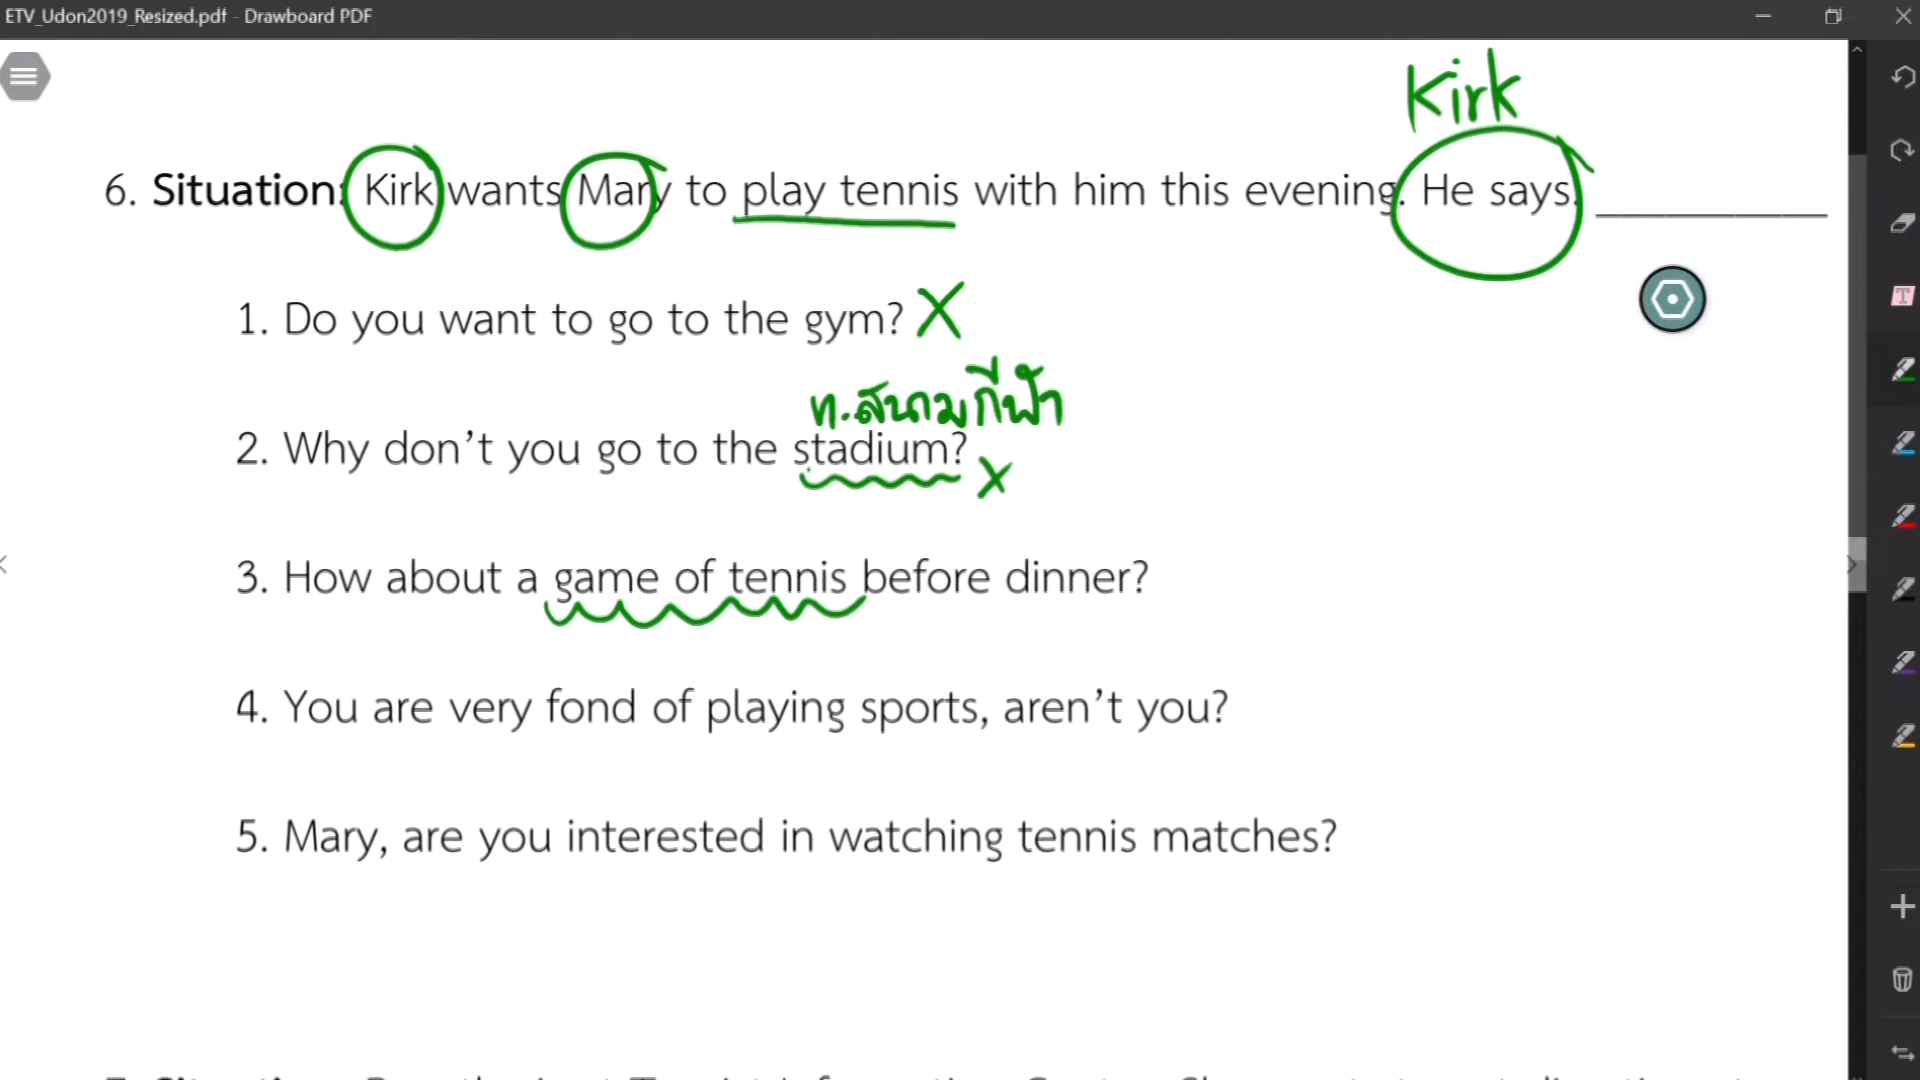 ETV_Udon2019_Resized.pdf - Drawboard PDF
Kirk
6. Situation: Kirk wants Mary to play tennis with him this evening. He says, __________
1. Do you want to go to the gym? X
ท.สนามกีฬา
2. Why don't you go to the stadium? X
3. How about a game of tennis before dinner?
4. You are very fond of playing sports, aren't you?
5. Mary, are you interested in watching tennis matches?